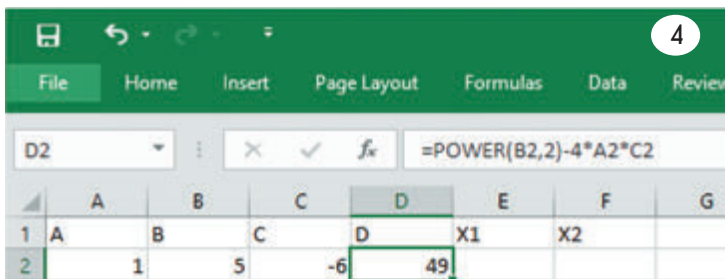 4
File Home Insert Page Layout Formulas Data Review
D2 fx =POWER(B2,2)-4*A2*C2
A B C D E F G
1 A B C D X1 X2
2 1 5 -6 49